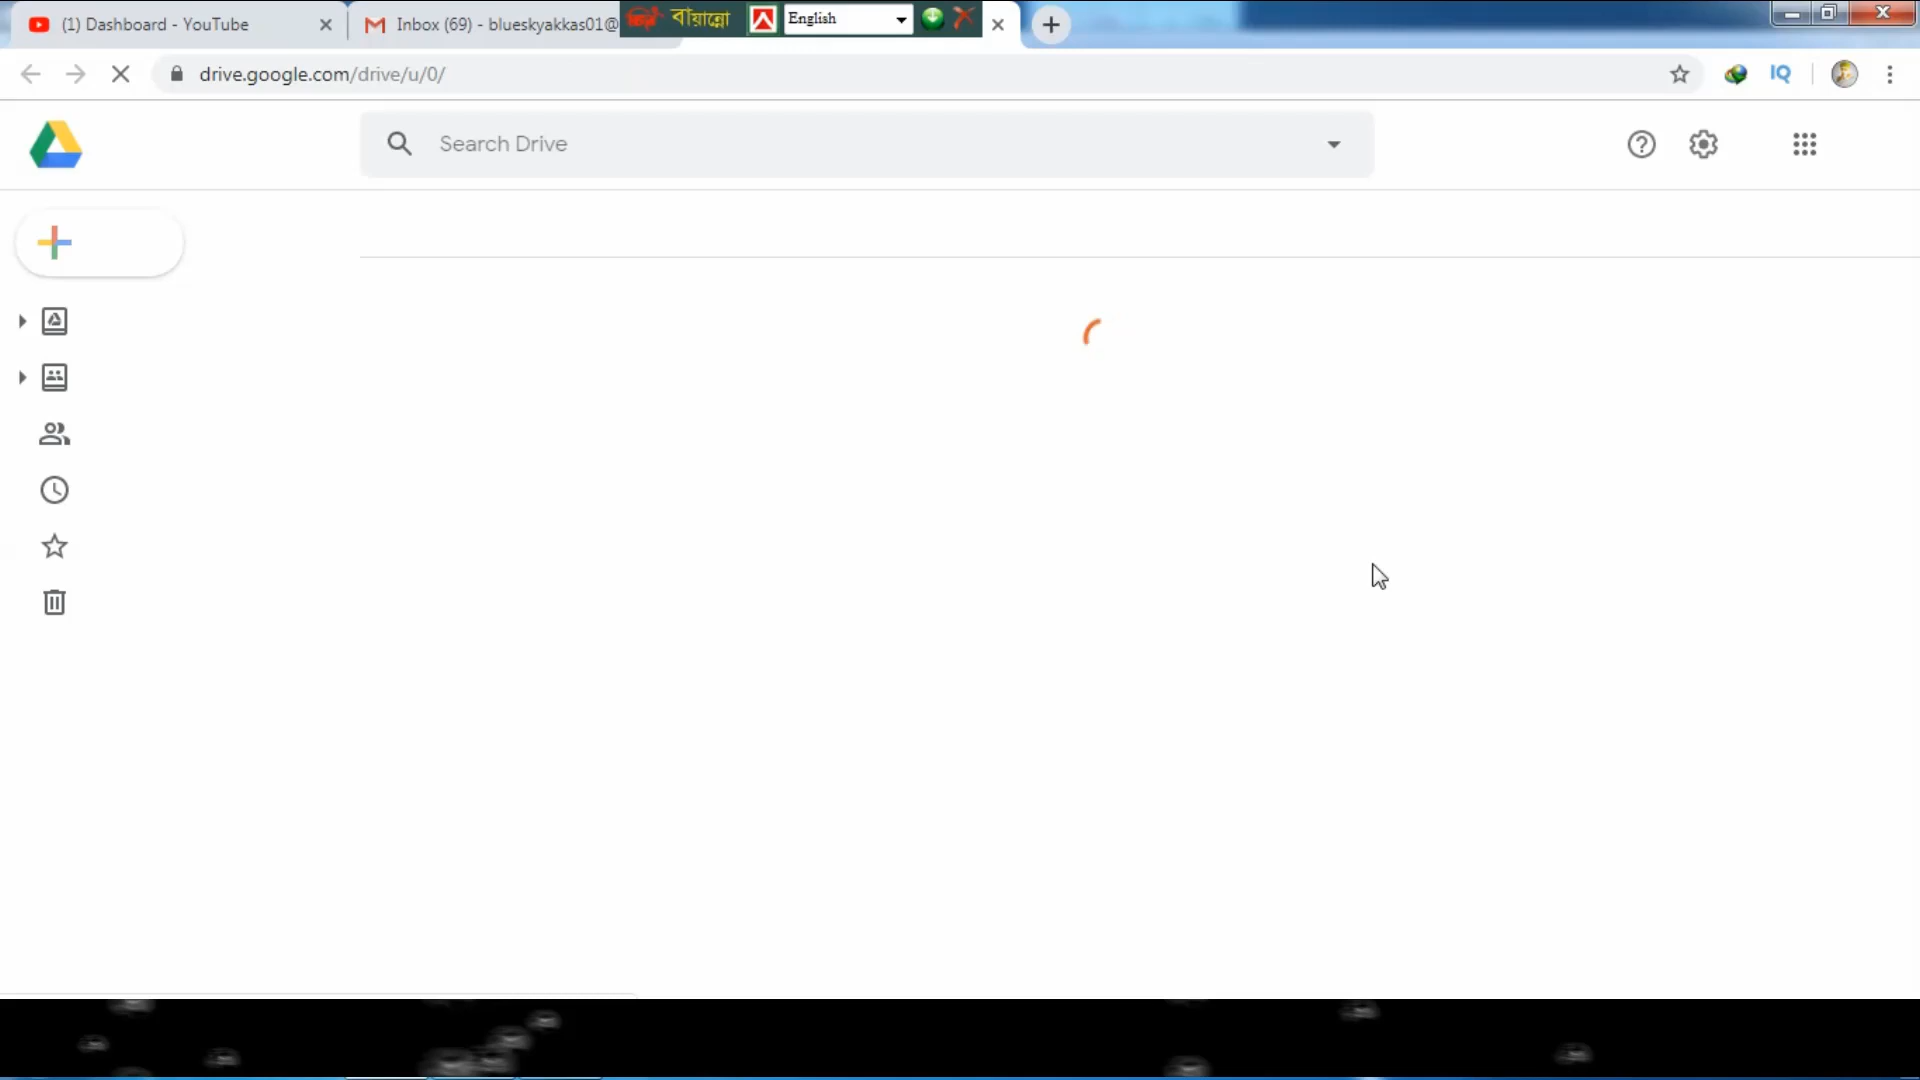 (1) Dashboard - YouTube
Inbox (69) - blueskyakkas01@
বায়ান্নো
English
drive.google.com/drive/u/0/
IQ
Search Drive